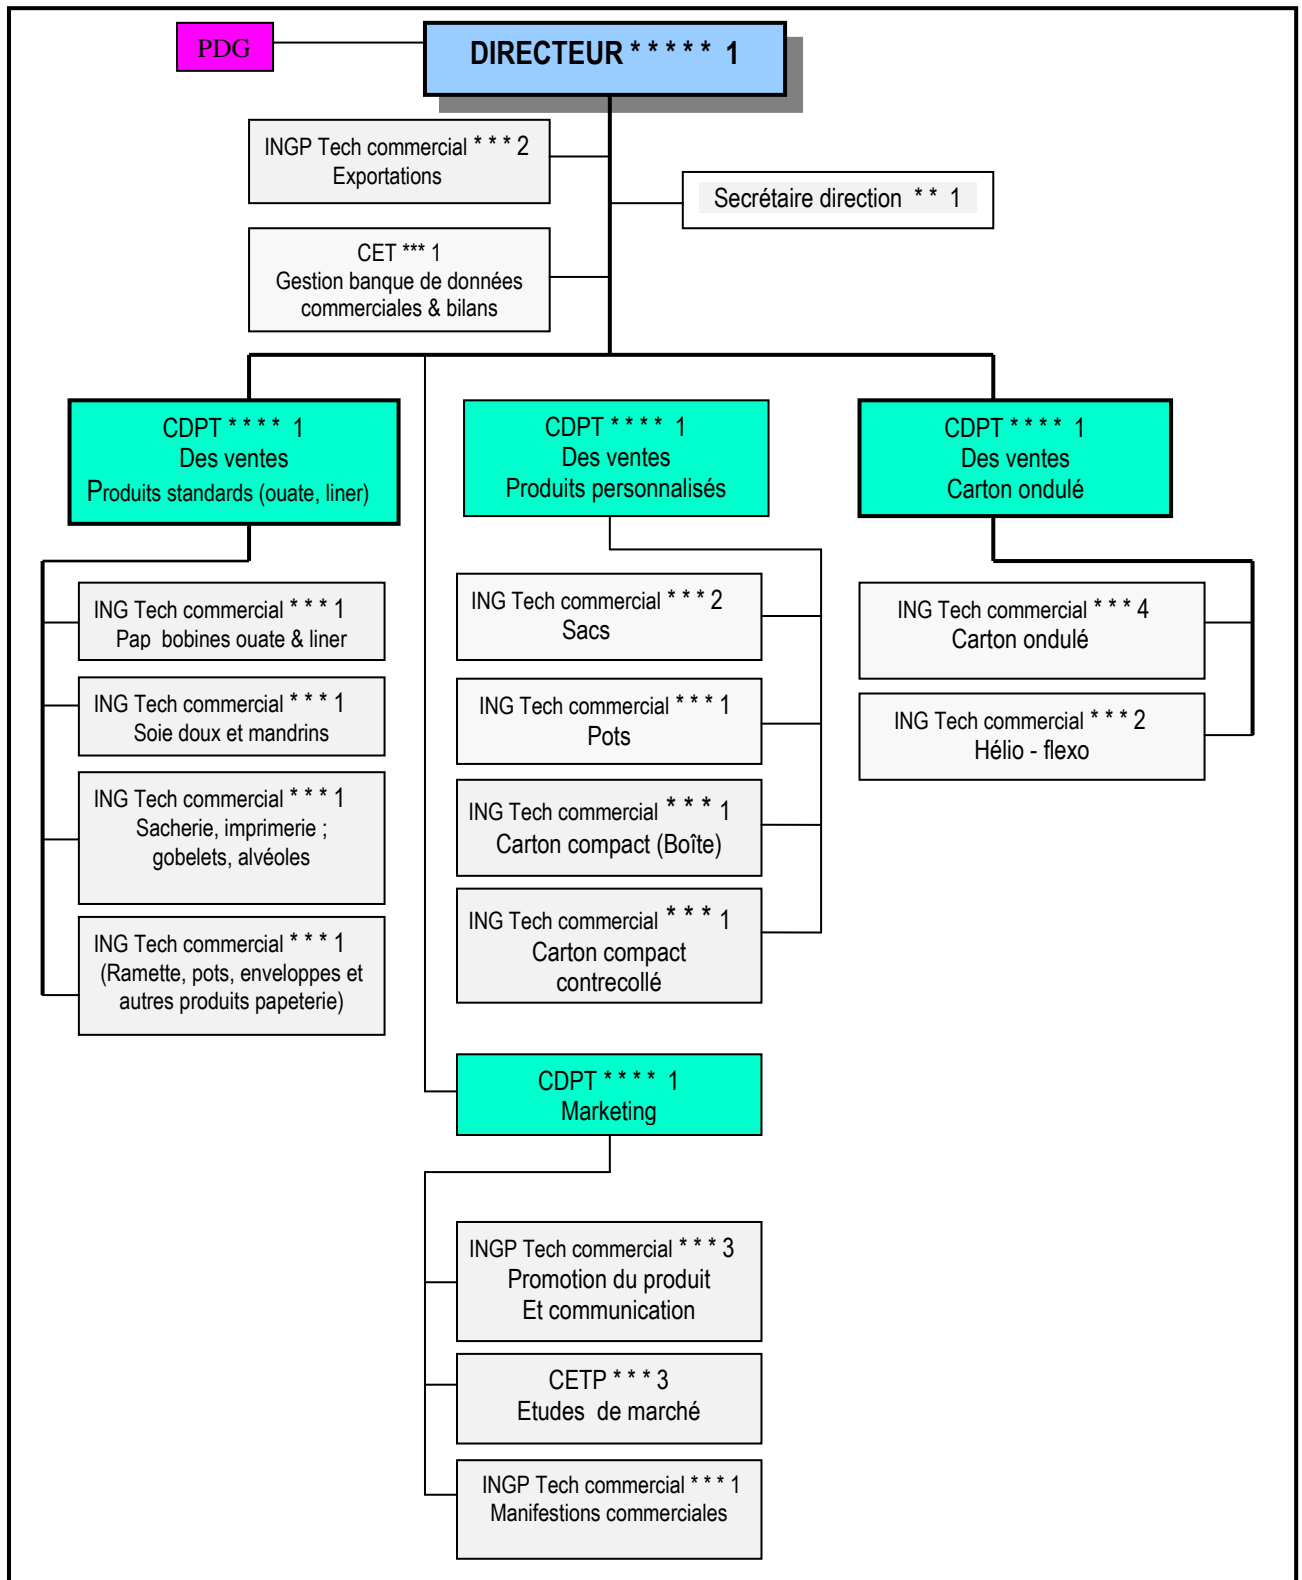 PDG
DIRECTEUR * * * * * 1
INGP Tech commercial * * * 2
Exportations
Secrétaire direction * * 1
CET *** 1
Gestion banque de données
commerciales & bilans
CDPT * * * * 1
Des ventes
Produits standards (ouate, liner)
CDPT * * * * 1
Des ventes
Produits personnalisés
CDPT * * * * 1
Des ventes
Carton ondulé
ING Tech commercial * * * 1
Pap bobines ouate & liner
ING Tech commercial * * * 1
Soie doux et mandrins
ING Tech commercial * * * 1
Sacherie, imprimerie ;
gobelets, alvéoles
ING Tech commercial * * * 1
(Ramette, pots, enveloppes et
autres produits papeterie)
ING Tech commercial * * * 2
Sacs
ING Tech commercial * * * 1
Pots
ING Tech commercial * * * 1
Carton compact (Boîte)
ING Tech commercial * * * 1
Carton compact
contrecollé
ING Tech commercial * * * 4
Carton ondulé
ING Tech commercial * * * 2
Hélio - flexo
CDPT * * * * 1
Marketing
INGP Tech commercial * * * 3
Promotion du produit
Et communication
CETP * * * 3
Etudes de marché
INGP Tech commercial * * * 1
Manifestions commerciales